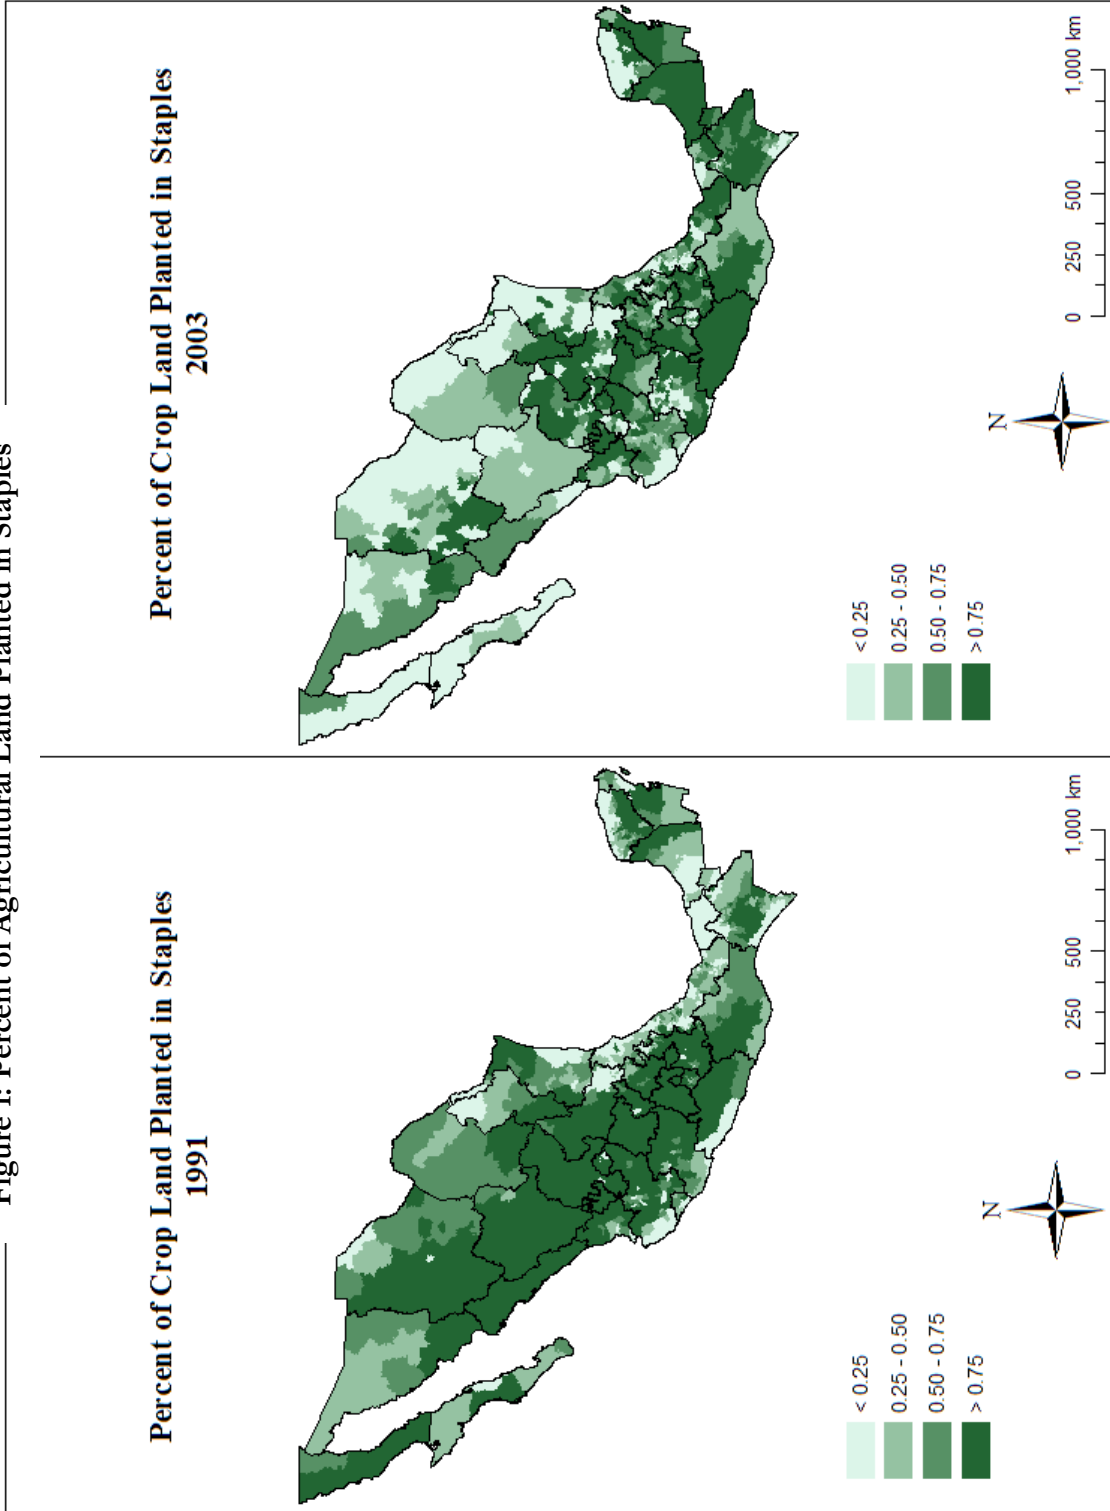 Figure 1: Percent of Agricultural Land Planted in Staples
Percent of Crop Land Planted in Staples
1991
< 0.25
0.25 - 0.50
0.50 - 0.75
> 0.75
N
0 250 500 1,000 km
Percent of Crop Land Planted in Staples
2003
< 0.25
0.25 - 0.50
0.50 - 0.75
> 0.75
N
0 250 500 1,000 km